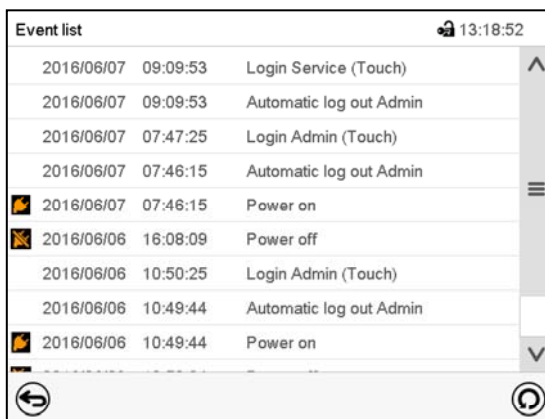 Event list 13:18:52
2016/06/07 09:09:53 Login Service (Touch)
2016/06/07 09:09:53 Automatic log out Admin
2016/06/07 07:47:25 Login Admin (Touch)
2016/06/07 07:46:15 Automatic log out Admin
2016/06/07 07:46:15 Power on
2016/06/06 16:08:09 Power off
2016/06/06 10:50:25 Login Admin (Touch)
2016/06/06 10:49:44 Automatic log out Admin
2016/06/06 10:49:44 Power on